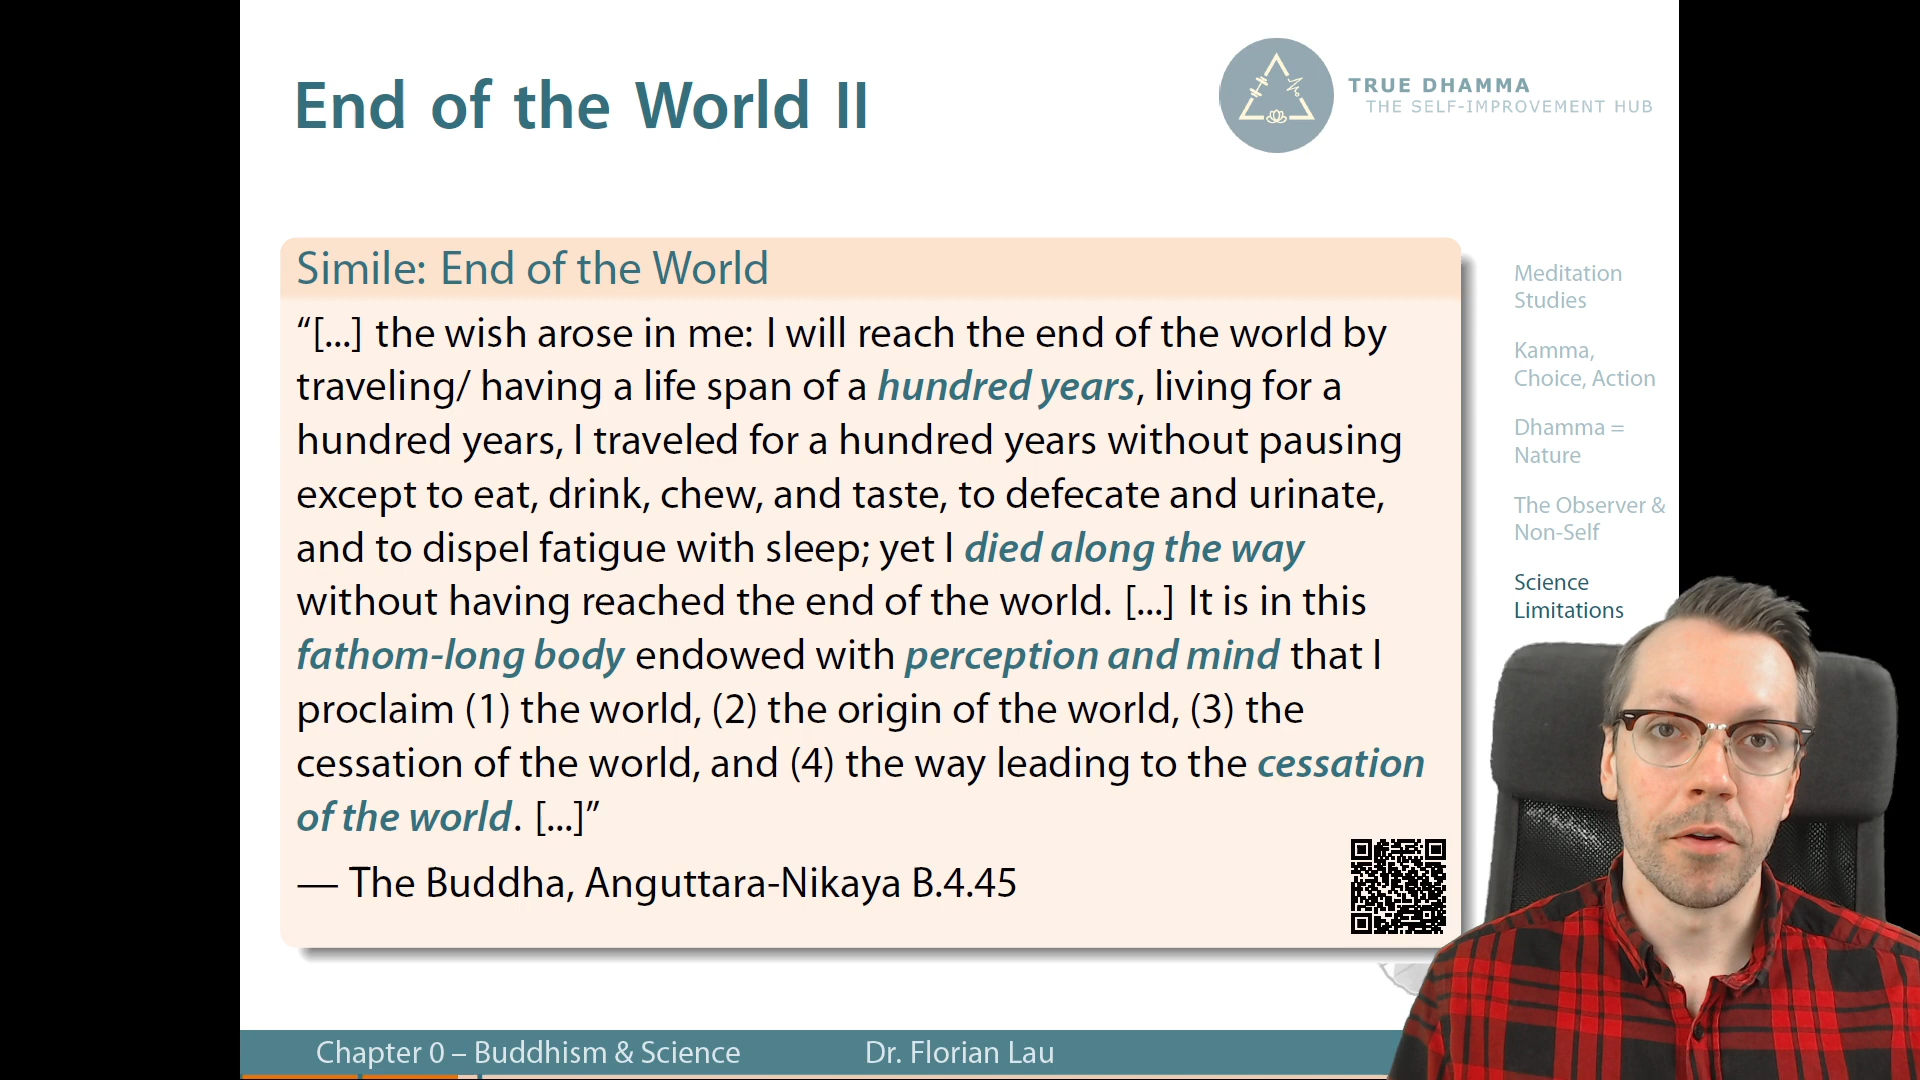 End of the World II
TRUE DHAMMA
THE SELF-IMPROVEMENT HUB
Simile: End of the World
“[...] the wish arose in me: I will reach the end of the world by
traveling/ having a life span of a hundred years, living for a
hundred years, I traveled for a hundred years without pausing
except to eat, drink, chew, and taste, to defecate and urinate,
and to dispel fatigue with sleep; yet I died along the way
without having reached the end of the world. [...] It is in this
fathom-long body endowed with perception and mind that I
proclaim (1) the world, (2) the origin of the world, (3) the
cessation of the world, and (4) the way leading to the cessation
of the world. [...]”
— The Buddha, Anguttara-Nikaya B.4.45
Meditation
Studies
Kamma,
Choice, Action
Dhamma =
Nature
The Observer &
Non-Self
Science
Limitations
Chapter 0 – Buddhism & Science
Dr. Florian Lau